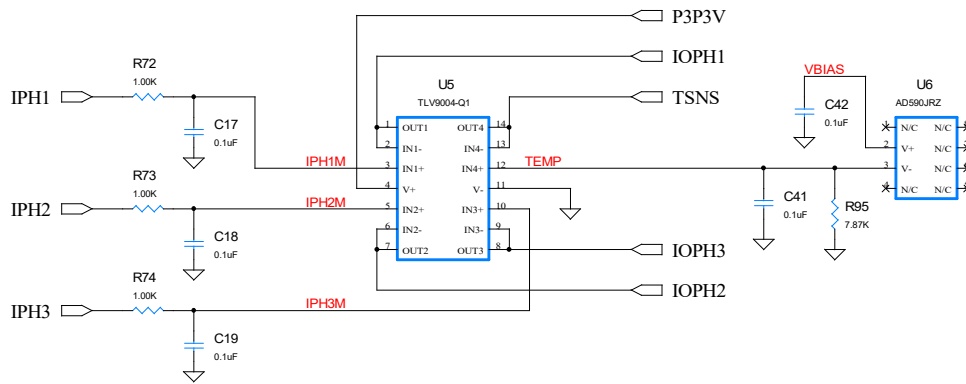 P3P3V
IOPH1
TSNS
IPH1
R72
1.00K
C17
0.1uF
IPH1M
U5
TLV9004-Q1
1 OUT1 OUT4 14
2 IN1- IN4- 13
3 IN1+ IN4+ 12
4 V+ V- 11
5 IN2+ IN3+ 10
6 IN2- IN3- 9
7 OUT2 OUT3 8
TEMP
VBIAS
C42
0.1uF
U6
AD590JRZ
N/C N/C
2 V+ N/C
3 V- N/C
N/C N/C
C41
0.1uF
R95
7.87K
IPH2
R73
1.00K
C18
0.1uF
IPH2M
IOPH3
IOPH2
IPH3
R74
1.00K
C19
0.1uF
IPH3M